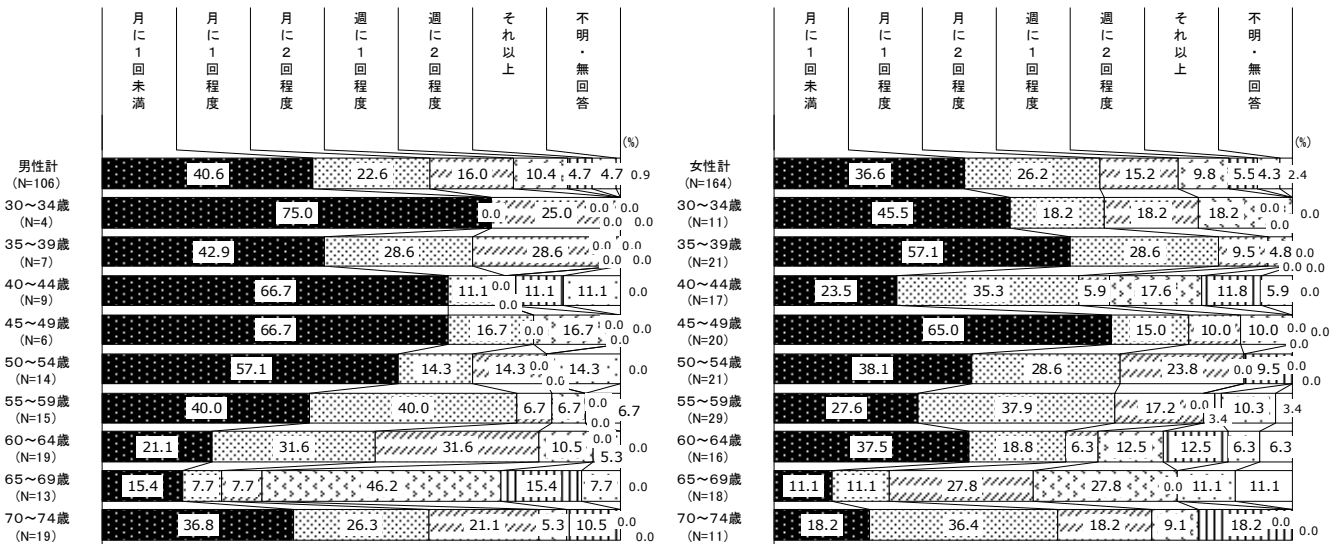 月に1回未満
月に1回程度
月に2回程度
週に1回程度
週に2回程度
それ以上
不明・無回答
(%)
男性計
(N=106)
40.6 22.6 16.0 10.4 4.7 4.7 0.9
30～34歳
(N=4)
75.0 0.0 25.0 0.0 0.0 0.0 0.0
35～39歳
(N=7)
42.9 28.6 28.6 0.0 0.0 0.0 0.0
40～44歳
(N=9)
66.7 11.1 0.0 0.0 11.1 11.1 0.0
45～49歳
(N=6)
66.7 16.7 0.0 16.7 0.0 0.0 0.0
50～54歳
(N=14)
57.1 14.3 14.3 0.0 0.0 14.3 0.0
55～59歳
(N=15)
40.0 40.0 6.7 6.7 0.0 0.0 6.7
60～64歳
(N=19)
21.1 31.6 31.6 10.5 0.0 5.3 0.0
65～69歳
(N=13)
15.4 7.7 7.7 46.2 15.4 7.7 0.0
70～74歳
(N=19)
36.8 26.3 21.1 5.3 10.5 0.0 0.0
月に1回未満
月に1回程度
月に2回程度
週に1回程度
週に2回程度
それ以上
不明・無回答
(%)
女性計
(N=164)
36.6 26.2 15.2 9.8 5.5 4.3 2.4
30～34歳
(N=11)
45.5 18.2 18.2 18.2 0.0 0.0 0.0
35～39歳
(N=21)
57.1 28.6 9.5 4.8 0.0 0.0 0.0
40～44歳
(N=17)
23.5 35.3 5.9 17.6 11.8 5.9 0.0
45～49歳
(N=20)
65.0 15.0 10.0 10.0 0.0 0.0 0.0
50～54歳
(N=21)
38.1 28.6 23.8 0.0 9.5 0.0 0.0
55～59歳
(N=29)
27.6 37.9 17.2 0.0 3.4 10.3 3.4
60～64歳
(N=16)
37.5 18.8 6.3 12.5 12.5 6.3 6.3
65～69歳
(N=18)
11.1 11.1 27.8 27.8 0.0 11.1 11.1
70～74歳
(N=11)
18.2 36.4 18.2 9.1 18.2 0.0 0.0